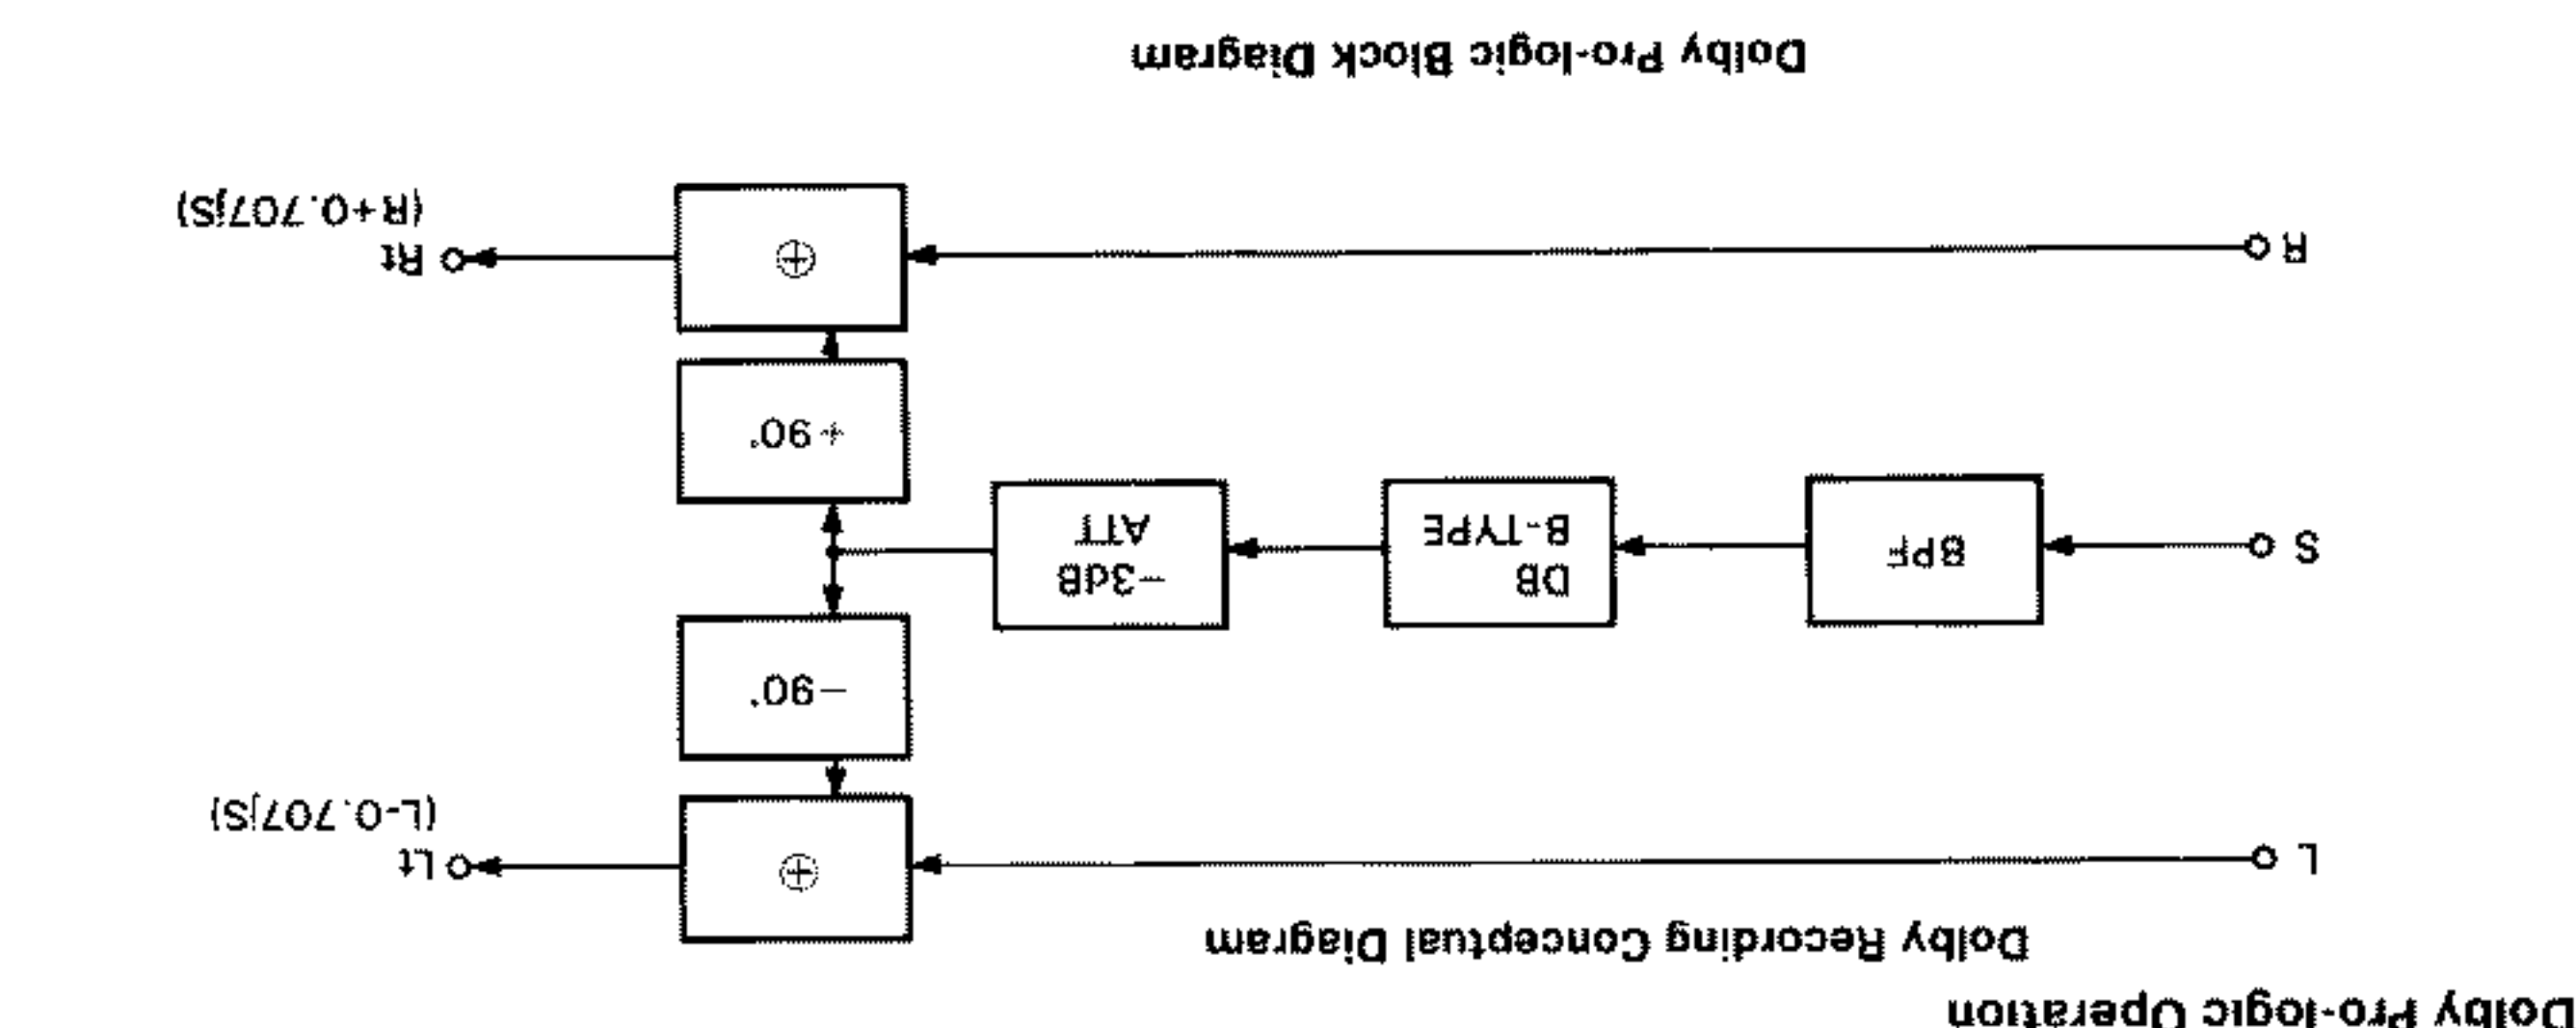 Dolby Pro-logic Operation
Dolby Recording Conceptual Diagram
L
Lt
(L-0.707jS)
−90°
S
BPF
DB
B-TYPE
−3dB
ATT
+90°
R
Rt
(R+0.707jS)
Dolby Pro-logic Block Diagram